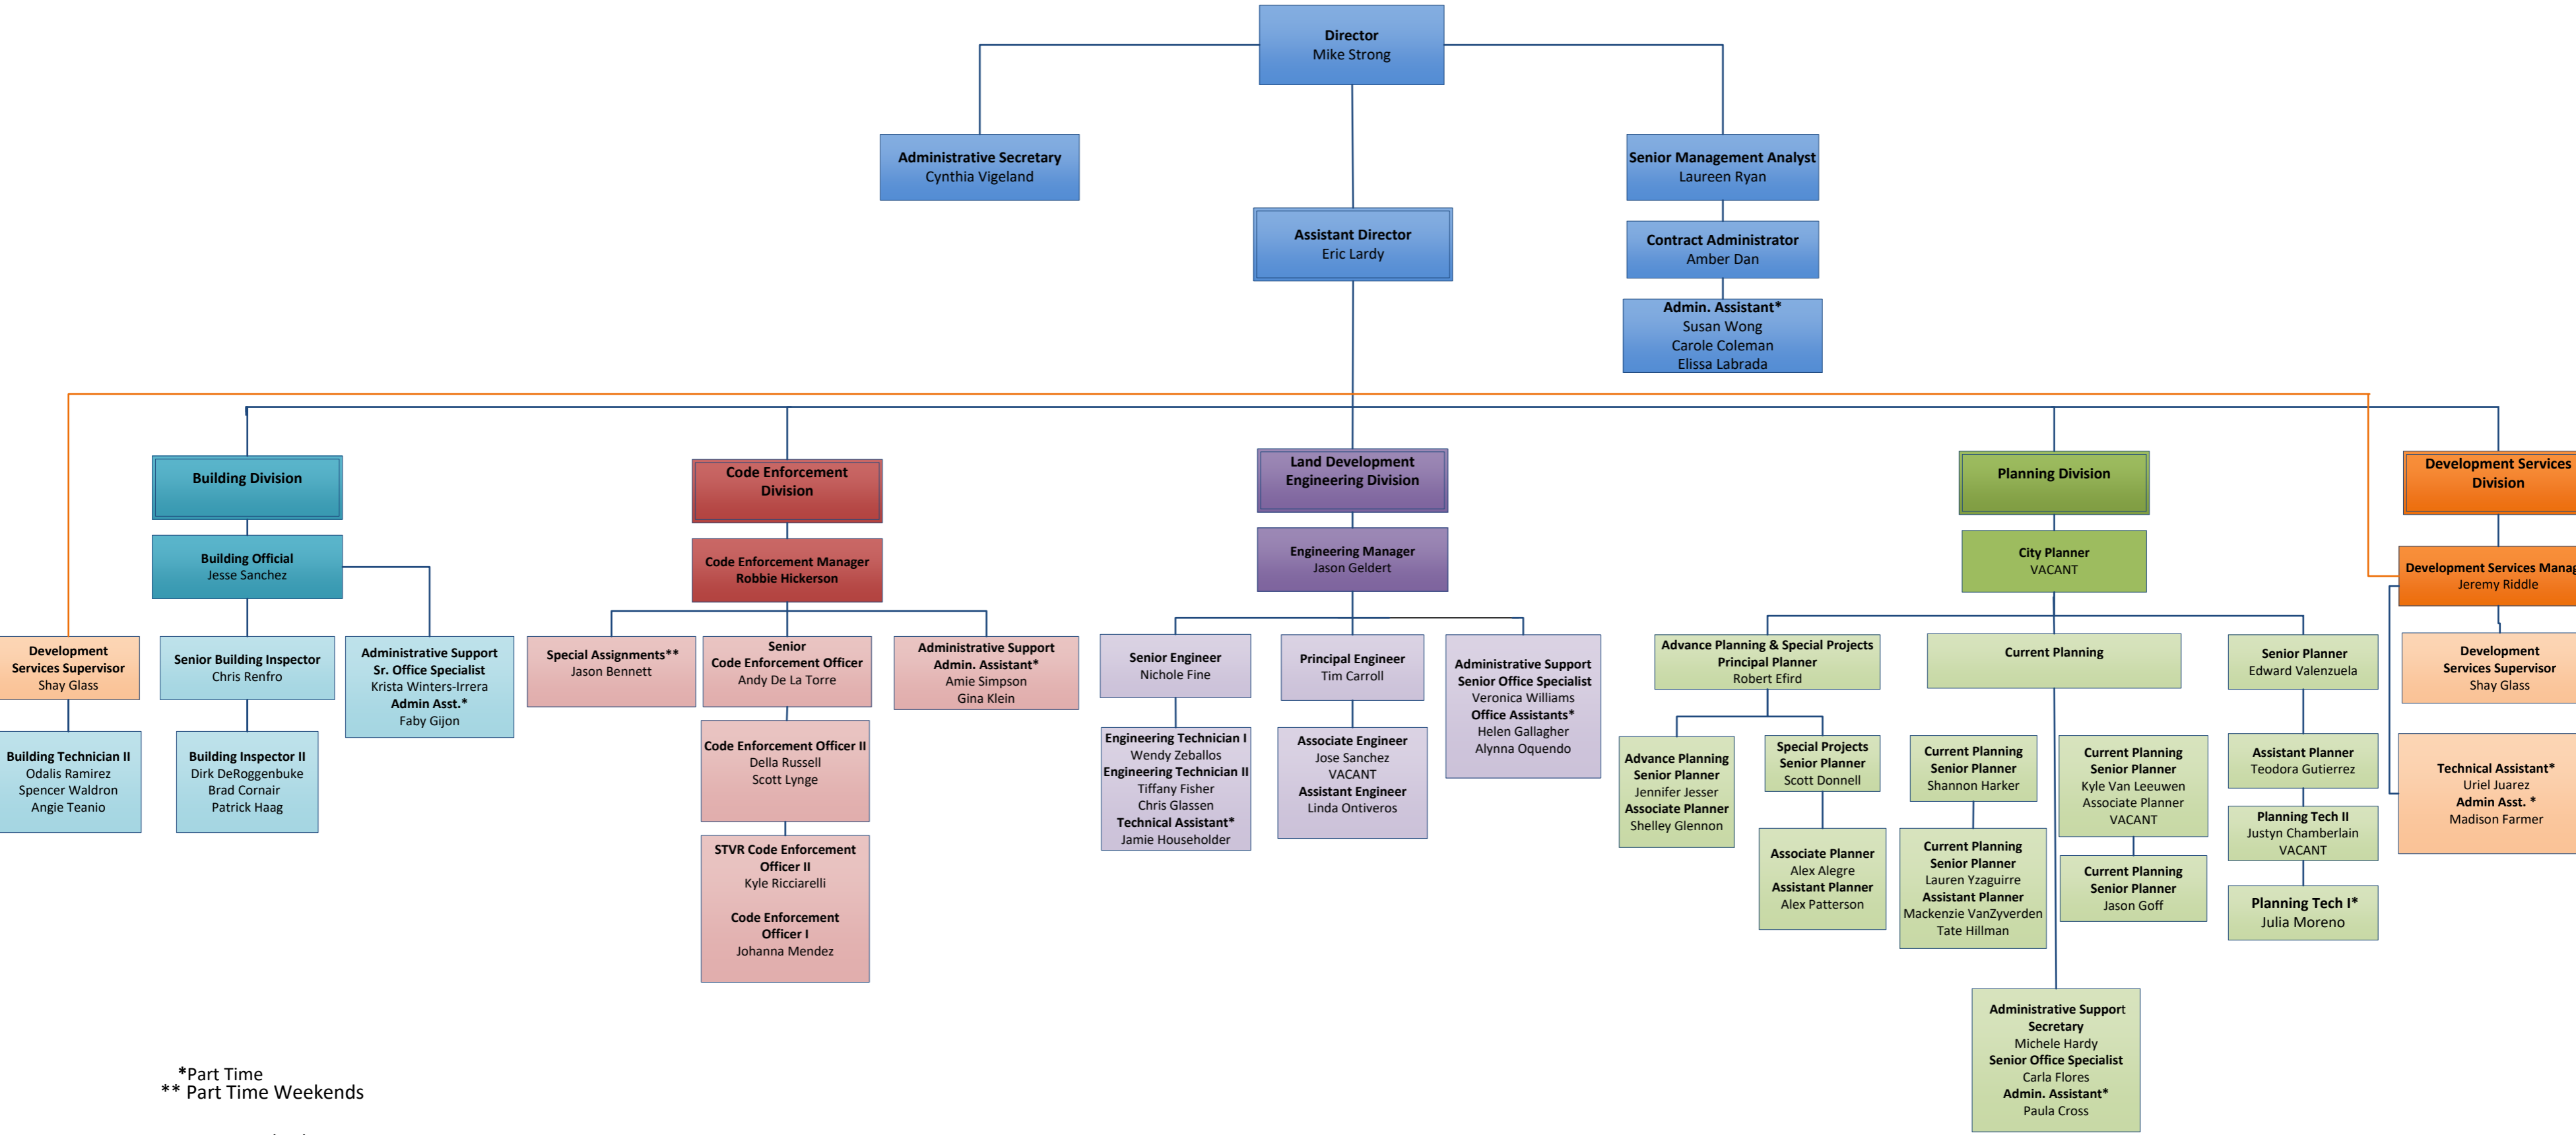 Director
Mike Strong
Administrative Secretary
Cynthia Vigeland
Senior Management Analyst
Laureen Ryan
Assistant Director
Eric Lardy
Contract Administrator
Amber Dan
Admin. Assistant*
Susan Wong
Carole Coleman
Elissa Labrada
Building Division
Code Enforcement
Division
Land Development
Engineering Division
Planning Division
Development Services
Division
Building Official
Jesse Sanchez
Code Enforcement Manager
Robbie Hickerson
Engineering Manager
Jason Geldert
City Planner
VACANT
Development Services Manag
Jeremy Riddle
Development
Services Supervisor
Shay Glass
Building Technician II
Odalis Ramirez
Spencer Waldron
Angie Teanio
Senior Building Inspector
Chris Renfro
Building Inspector II
Dirk DeRoggenbuke
Brad Cornair
Patrick Haag
Administrative Support
Sr. Office Specialist
Krista Winters-Irrera
Admin Asst.*
Faby Gijon
Special Assignments**
Jason Bennett
Senior
Code Enforcement Officer
Andy De La Torre
Code Enforcement Officer II
Della Russell
Scott Lynge
STVR Code Enforcement
Officer II
Kyle Ricciarelli
Code Enforcement
Officer I
Johanna Mendez
Administrative Support
Admin. Assistant*
Amie Simpson
Gina Klein
Senior Engineer
Nichole Fine
Engineering Technician I
Wendy Zeballos
Engineering Technician II
Tiffany Fisher
Chris Glassen
Technical Assistant*
Jamie Householder
Principal Engineer
Tim Carroll
Associate Engineer
Jose Sanchez
VACANT
Assistant Engineer
Linda Ontiveros
Administrative Support
Senior Office Specialist
Veronica Williams
Office Assistants*
Helen Gallagher
Alynna Oquendo
Advance Planning & Special Projects
Principal Planner
Robert Efird
Advance Planning
Senior Planner
Jennifer Jesser
Associate Planner
Shelley Glennon
Special Projects
Senior Planner
Scott Donnell
Associate Planner
Alex Alegre
Assistant Planner
Alex Patterson
Current Planning
Current Planning
Senior Planner
Shannon Harker
Current Planning
Senior Planner
Lauren Yzaguirre
Assistant Planner
Mackenzie VanZyverden
Tate Hillman
Current Planning
Senior Planner
Kyle Van Leeuwen
Associate Planner
VACANT
Current Planning
Senior Planner
Jason Goff
Administrative Support
Secretary
Michele Hardy
Senior Office Specialist
Carla Flores
Admin. Assistant*
Paula Cross
Senior Planner
Edward Valenzuela
Assistant Planner
Teodora Gutierrez
Planning Tech II
Justyn Chamberlain
VACANT
Planning Tech I*
Julia Moreno
Development
Services Supervisor
Shay Glass
Technical Assistant*
Uriel Juarez
Admin Asst. *
Madison Farmer
*Part Time
** Part Time Weekends